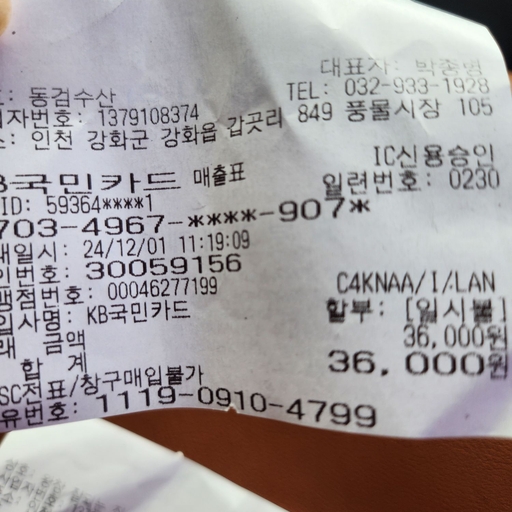 : 동검수산 대표자: 박종병
자번호: 1379108374 TEL: 032-933-1928
: 인천 강화군 강화읍 갑곳리 849 풍물시장 105
국민카드 매출표 IC신용승인
ID: 59364****1 일련번호: 0230
703-4967-****-907*
일시: 24/12/01 11:19:09
번호: 30059156
맹점번호: 00046277199 C4KNAA/I/LAN
입사명: KB국민카드 할부: [일시불]
금액 36,000원
합 계 36,000원
SC전표/창구매입불가
유번호: 1119-0910-4799